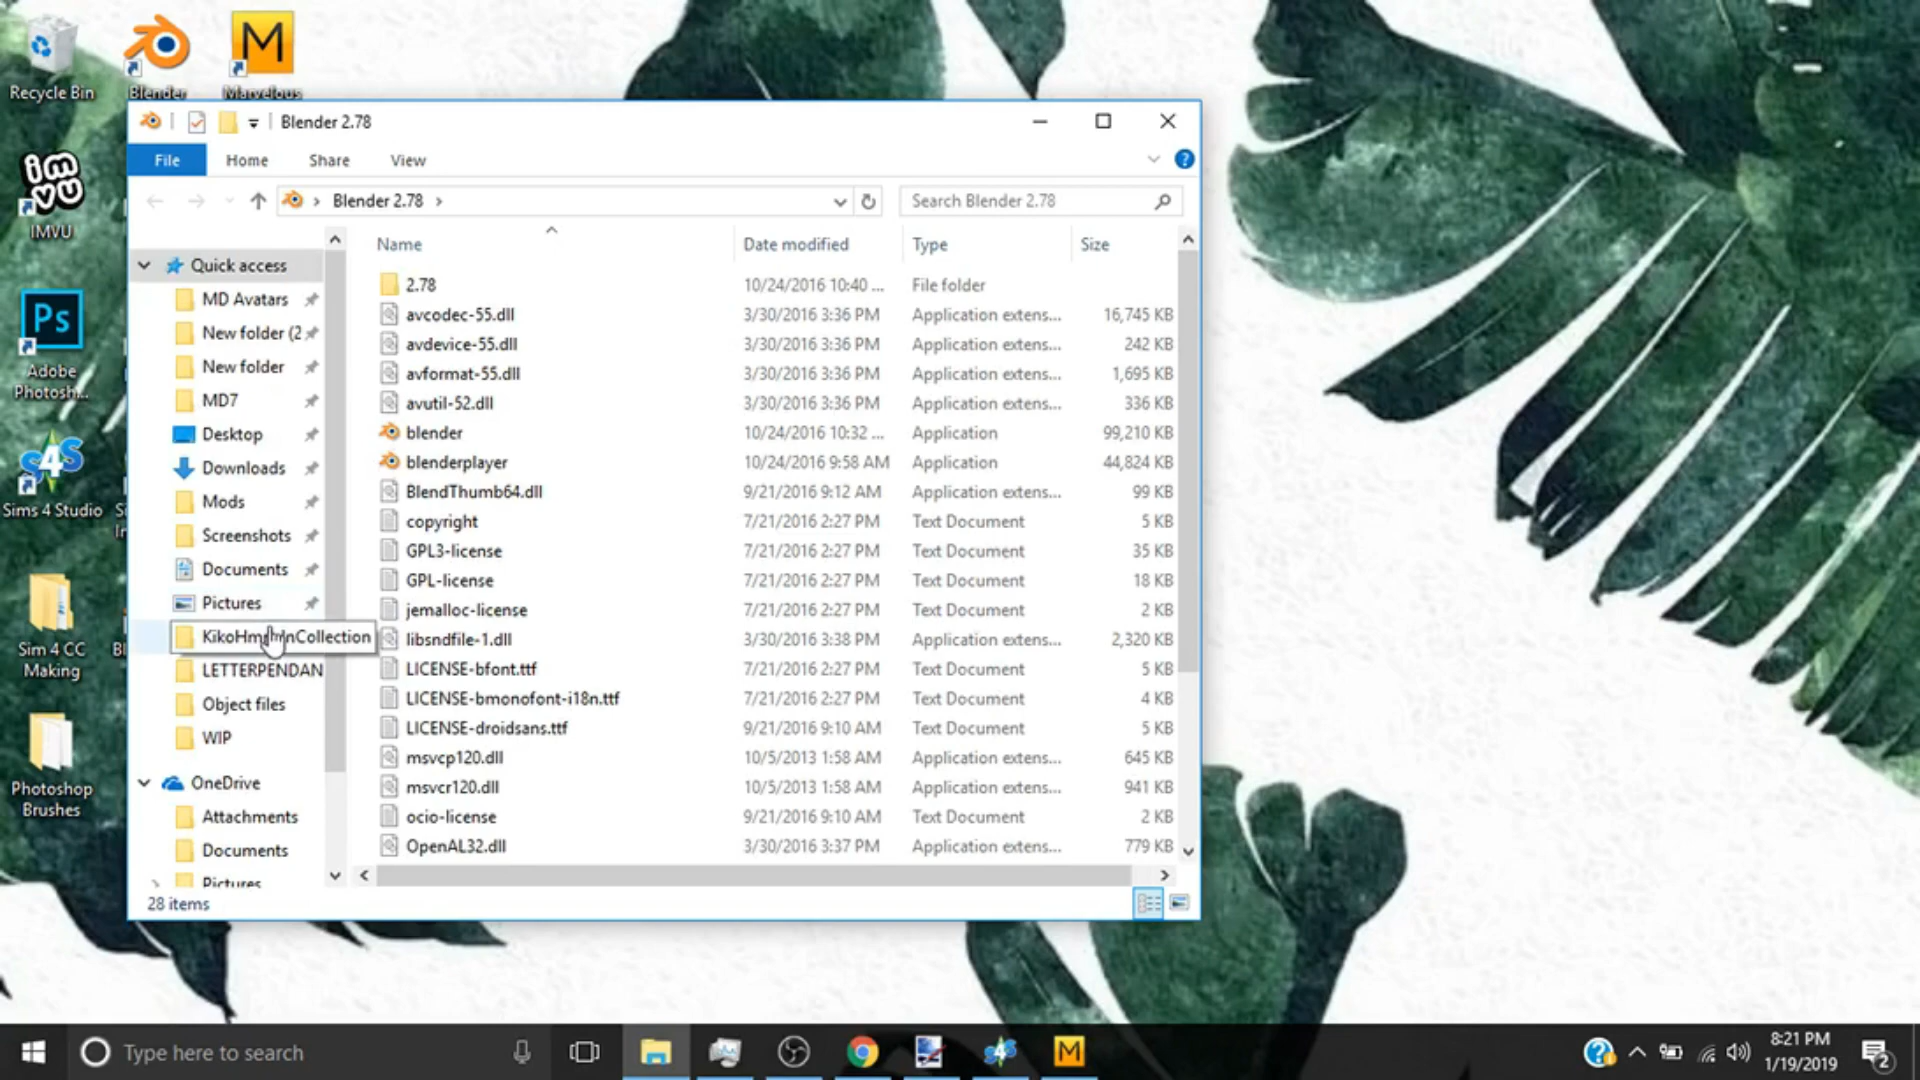 Recycle Bin
Blender
Marvelous
IMVU
Adobe
Photosh...
Sims 4 Studio
Sim 4 CC
Making
Photoshop
Brushes
Blender 2.78
File Home Share View
Blender 2.78
Search Blender 2.78
Quick access
MD Avatars
New folder (2
New folder
MD7
Desktop
Downloads
Mods
Screenshots
Documents
Pictures
LETTERPENDAN
Object files
WIP
OneDrive
Attachments
Documents
Pictures
Name Date modified Type Size
2.78 10/24/2016 10:40 ... File folder
avcodec-55.dll 3/30/2016 3:36 PM Application extens... 16,745 KB
avdevice-55.dll 3/30/2016 3:36 PM Application extens... 242 KB
avformat-55.dll 3/30/2016 3:36 PM Application extens... 1,695 KB
avutil-52.dll 3/30/2016 3:36 PM Application extens... 336 KB
blender 10/24/2016 10:32 ... Application 99,210 KB
blenderplayer 10/24/2016 9:58 AM Application 44,824 KB
BlendThumb64.dll 9/21/2016 9:12 AM Application extens... 99 KB
copyright 7/21/2016 2:27 PM Text Document 5 KB
GPL3-license 7/21/2016 2:27 PM Text Document 35 KB
GPL-license 7/21/2016 2:27 PM Text Document 18 KB
jemalloc-license 7/21/2016 2:27 PM Text Document 2 KB
libsndfile-1.dll 3/30/2016 3:38 PM Application extens... 2,320 KB
LICENSE-bfont.ttf 7/21/2016 2:27 PM Text Document 5 KB
LICENSE-bmonofont-i18n.ttf 7/21/2016 2:27 PM Text Document 4 KB
LICENSE-droidsans.ttf 9/21/2016 9:10 AM Text Document 5 KB
msvcp120.dll 10/5/2013 1:58 AM Application extens... 645 KB
msvcr120.dll 10/5/2013 1:58 AM Application extens... 941 KB
ocio-license 9/21/2016 9:10 AM Text Document 2 KB
OpenAL32.dll 3/30/2016 3:37 PM Application extens... 779 KB
28 items
Type here to search
8:21 PM
1/19/2019
2